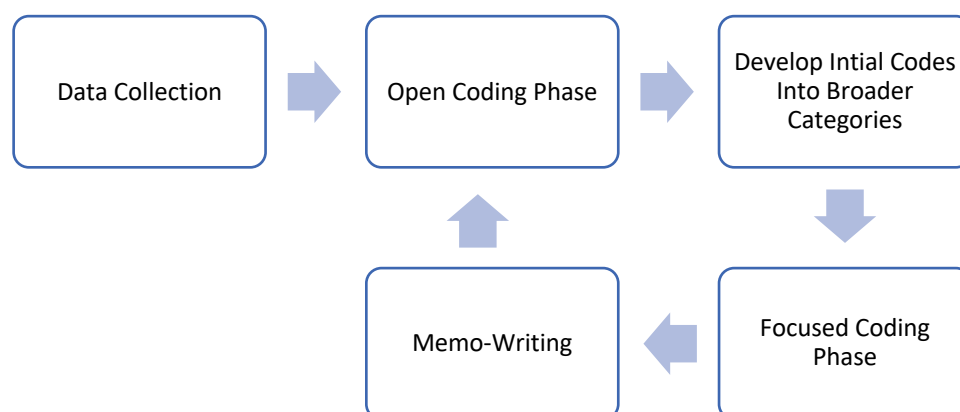 Data Collection
Open Coding Phase
Develop Intial Codes
Into Broader
Categories
Memo-Writing
Focused Coding
Phase